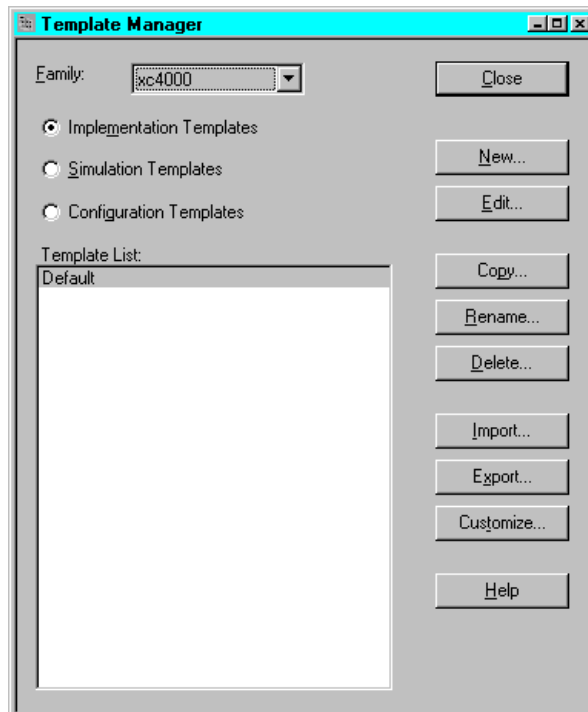 Template Manager
Family:
xc4000
Close
Implementation Templates
Simulation Templates
Configuration Templates
New...
Edit...
Template List:
Default
Copy...
Rename...
Delete...
Import...
Export...
Customize...
Help